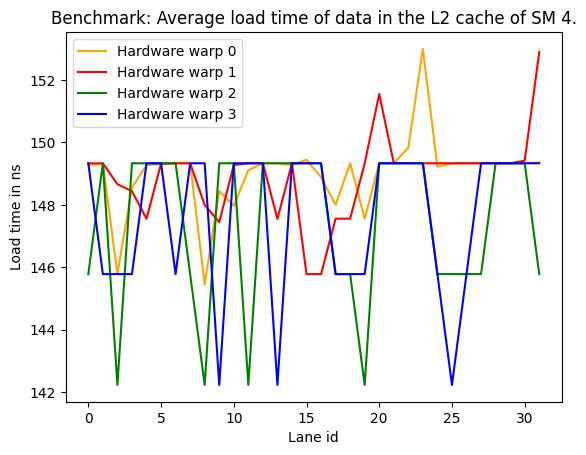 Benchmark: Average load time of data in the L2 cache of SM 4.
Hardware warp 0
Hardware warp 1
Hardware warp 2
Hardware warp 3
Load time in ns
152
150
148
146
144
142
0 5 10 15 20 25 30
Lane id